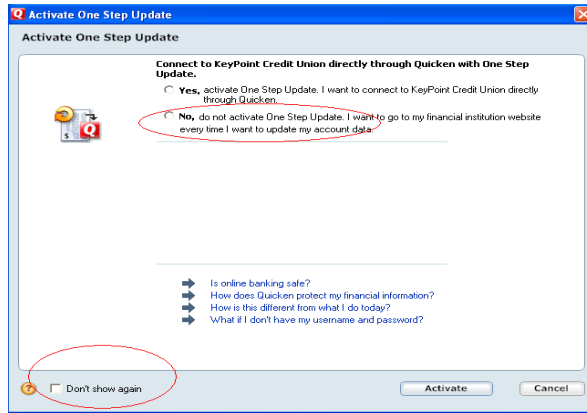 Activate One Step Update
Activate One Step Update
Connect to KeyPoint Credit Union directly through Quicken with One Step
Update.
Yes, activate One Step Update. I want to connect to KeyPoint Credit Union directly
through Quicken.
No, do not activate One Step Update. I want to go to my financial institution website
every time I want to update my account data.
Is online banking safe?
How does Quicken protect my financial information?
How is this different from what I do today?
What if I don't have my username and password?
Don't show again
Activate
Cancel